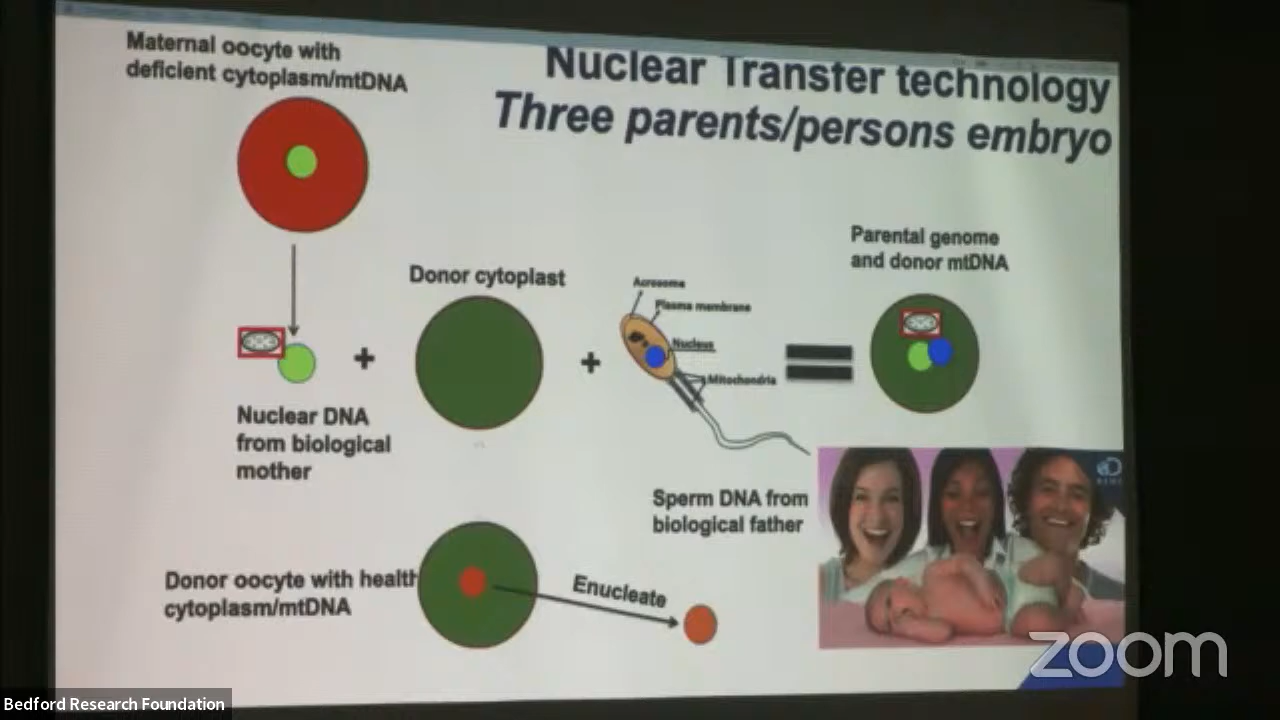 Nuclear Transfer technology
Three parents/persons embryo
Maternal oocyte with
deficient cytoplasm/mtDNA
Nuclear DNA
from biological
mother
+
Donor cytoplast
+
Acrosome
Plasma membrane
Nucleus
Mitochondria
Sperm DNA from
biological father
Parental genome
and donor mtDNA
Donor oocyte with health
cytoplasm/mtDNA
Enucleate
zoom
Bedford Research Foundation